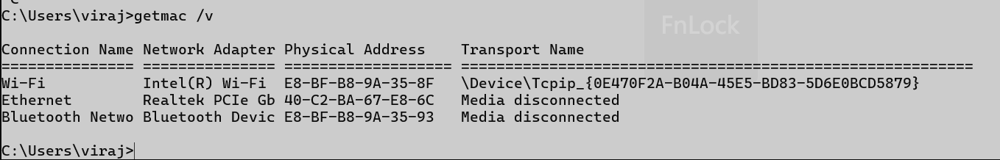 C:\Users\viraj>getmac /v
FnLock
Connection Name Network Adapter Physical Address    Transport Name
=============== =============== =================== ==========================================================
Wi-Fi           Intel(R) Wi-Fi  E8-BF-B8-9A-35-8F   \Device\Tcpip_{0E470F2A-B04A-45E5-BD83-5D6E0BCD5879}
Ethernet        Realtek PCIe Gb 40-C2-BA-67-E8-6C   Media disconnected
Bluetooth Netwo Bluetooth Devic E8-BF-B8-9A-35-93   Media disconnected
C:\Users\viraj>